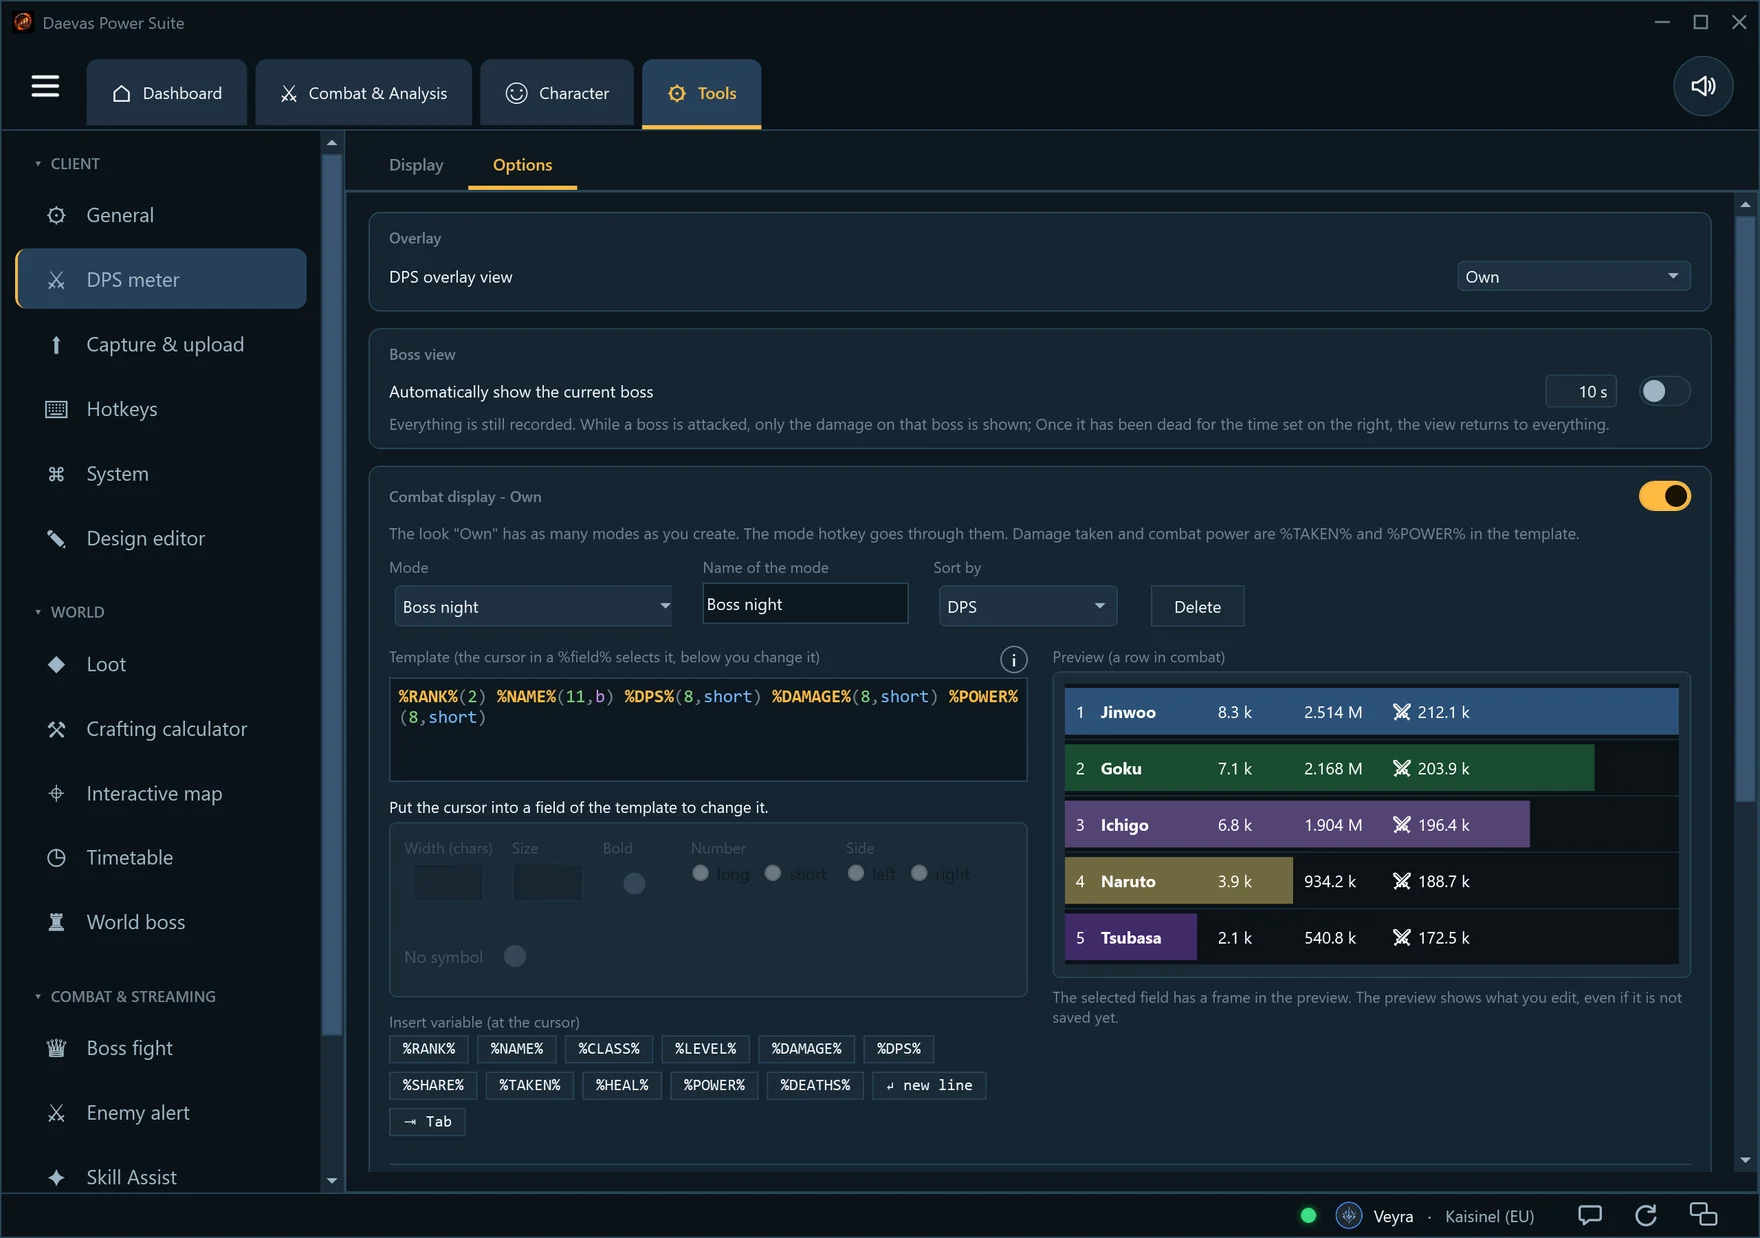 Daevas Power Suite
Dashboard
Combat & Analysis
Character
Tools
CLIENT
General
DPS meter
Capture & upload
Hotkeys
System
Design editor
WORLD
Loot
Crafting calculator
Interactive map
Timetable
World boss
COMBAT & STREAMING
Boss fight
Enemy alert
Skill Assist
Display
Options
Overlay
DPS overlay view
Own
Boss view
Automatically show the current boss
10 s
Everything is still recorded. While a boss is attacked, only the damage on that boss is shown; Once it has been dead for the time set on the right, the view returns to everything.
Combat display - Own
The look "Own" has as many modes as you create. The mode hotkey goes through them. Damage taken and combat power are %TAKEN% and %POWER% in the template.
Mode
Name of the mode
Sort by
Boss night
Boss night
DPS
Delete
Template (the cursor in a %field% selects it, below you change it)
%RANK%(2) %NAME%(11,b) %DPS%(8,short) %DAMAGE%(8,short) %POWER%
(8,short)
Put the cursor into a field of the template to change it.
Width (chars)
Size
Bold
Number
Side
long
short
left
right
No symbol
Insert variable (at the cursor)
%RANK%
%NAME%
%CLASS%
%LEVEL%
%DAMAGE%
%DPS%
%SHARE%
%TAKEN%
%HEAL%
%POWER%
%DEATHS%
↲ new line
⇥ Tab
Preview (a row in combat)
1 Jinwoo 8.3 k 2.514 M 212.1 k
2 Goku 7.1 k 2.168 M 203.9 k
3 Ichigo 6.8 k 1.904 M 196.4 k
4 Naruto 3.9 k 934.2 k 188.7 k
5 Tsubasa 2.1 k 540.8 k 172.5 k
The selected field has a frame in the preview. The preview shows what you edit, even if it is not
saved yet.
Veyra · Kaisinel (EU)